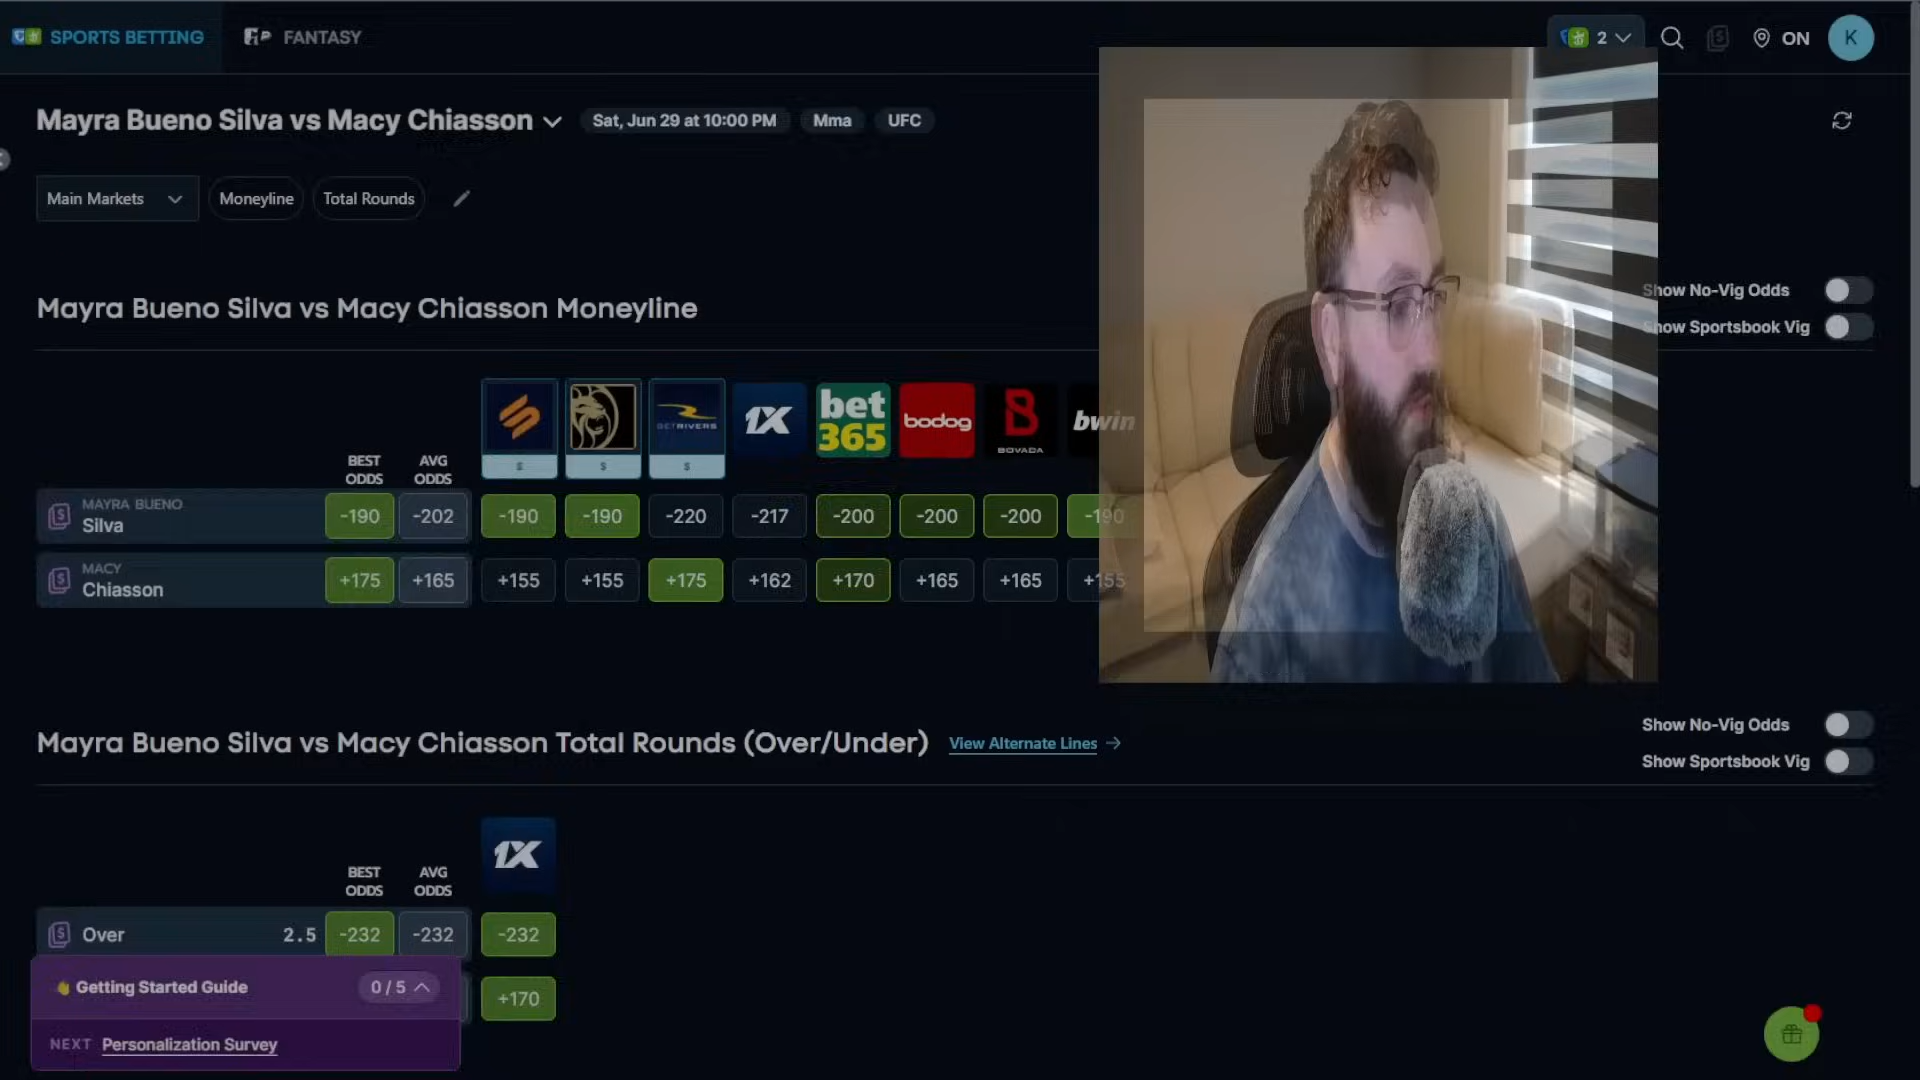 SPORTS BETTING
FANTASY
2
ON
K
Mayra Bueno Silva vs Macy Chiasson
Sat, Jun 29 at 10:00 PM
Mma
UFC
Main Markets
Moneyline
Total Rounds
Mayra Bueno Silva vs Macy Chiasson Moneyline
Show No-Vig Odds
Show Sportsbook Vig
BETRIVERS
1X
bet365
bodog
BOVADA
bwin
BEST ODDS
AVG ODDS
MAYRA BUENO
Silva
-190 -202 -190 -190 -220 -217 -200 -200 -200 -190
MACY
Chiasson
+175 +165 +155 +155 +175 +162 +170 +165 +165 +155
Mayra Bueno Silva vs Macy Chiasson Total Rounds (Over/Under)
View Alternate Lines
Show No-Vig Odds
Show Sportsbook Vig
1X
BEST ODDS
AVG ODDS
Over 2.5 -232 -232 -232
Getting Started Guide 0 / 5
+170
NEXT Personalization Survey